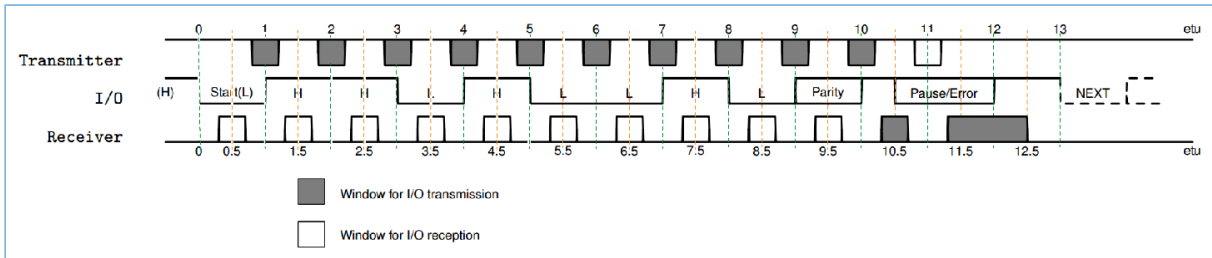 0 1 2 3 4 5 6 7 8 9 10 11 12 13 etu
Transmitter
I/O (H) Start(L) H H L H L L H L Parity Pause/Error NEXT
Receiver
0 0.5 1.5 2.5 3.5 4.5 5.5 6.5 7.5 8.5 9.5 10.5 11.5 12.5 etu
Window for I/O transmission
Window for I/O reception